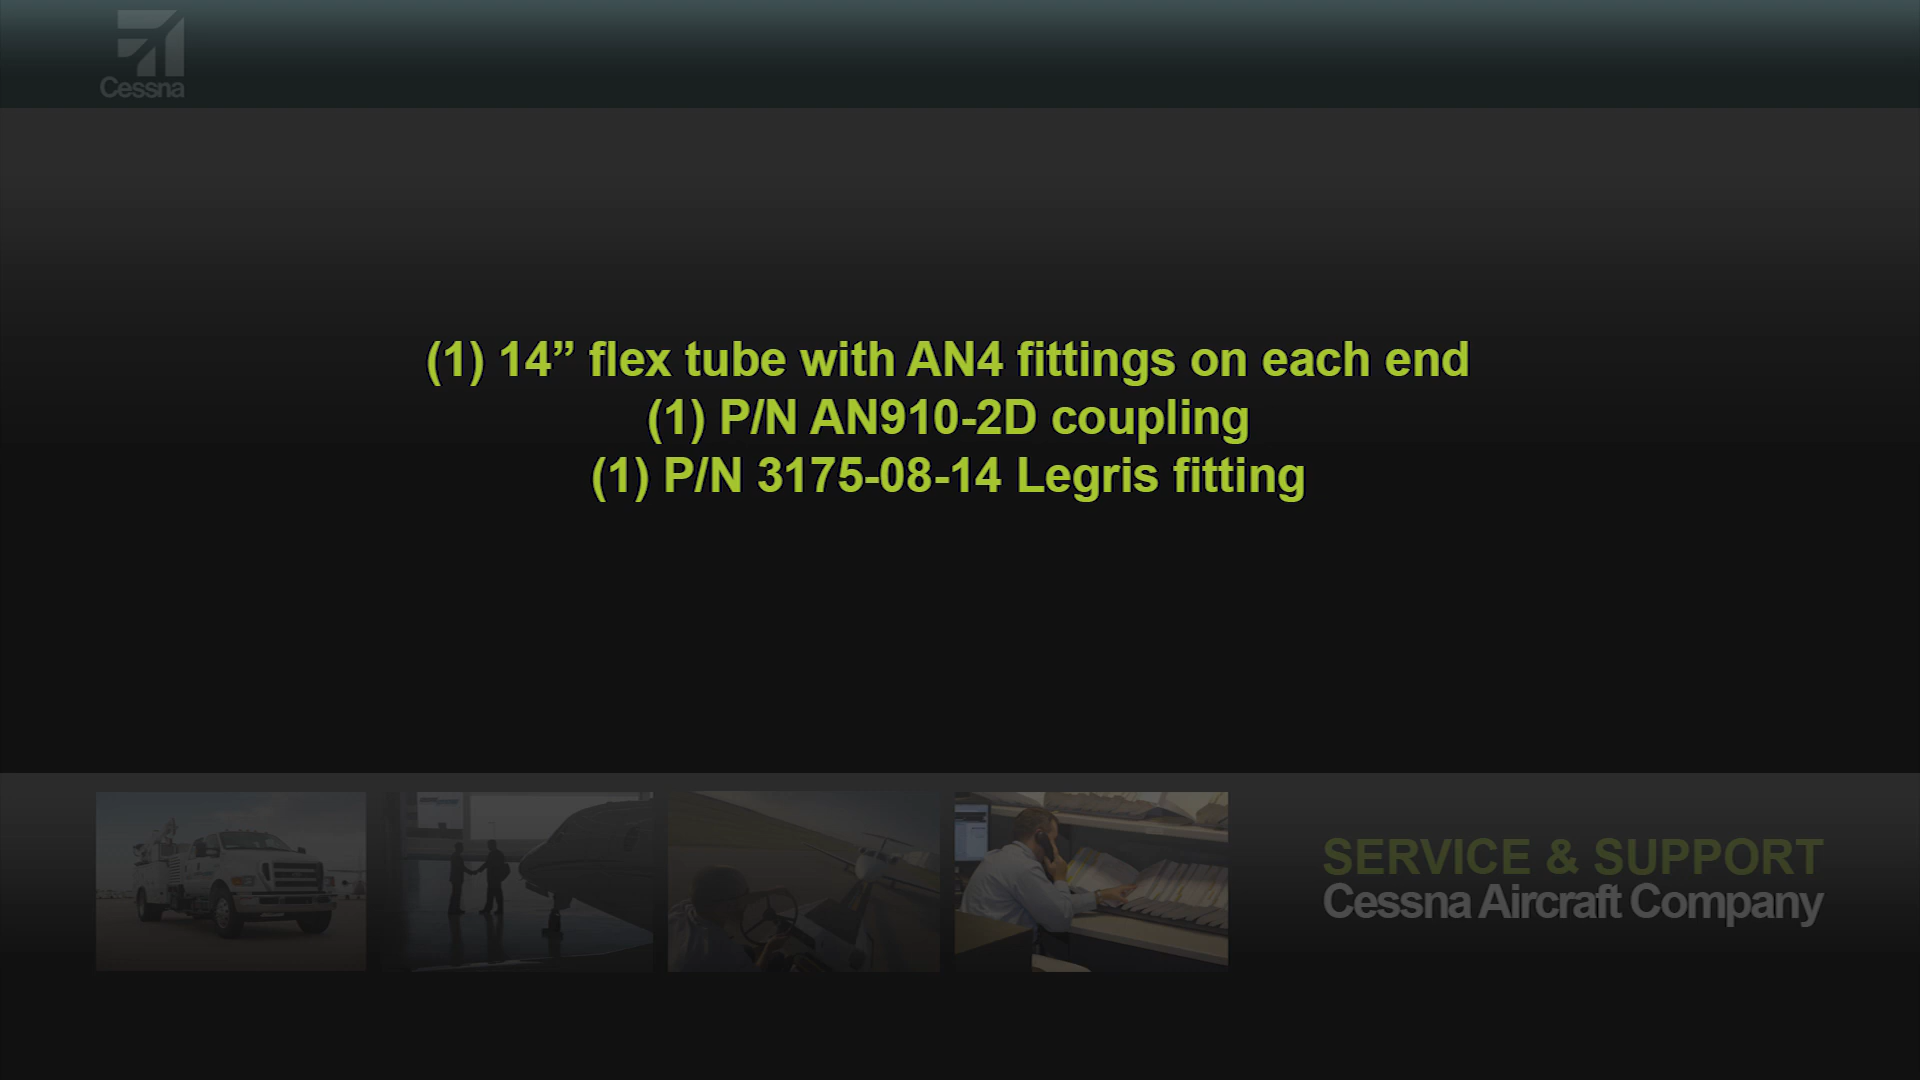 Cessna
(1) 14” flex tube with AN4 fittings on each end
(1) P/N AN910-2D coupling
(1) P/N 3175-08-14 Legris fitting
SERVICE & SUPPORT
Cessna Aircraft Company